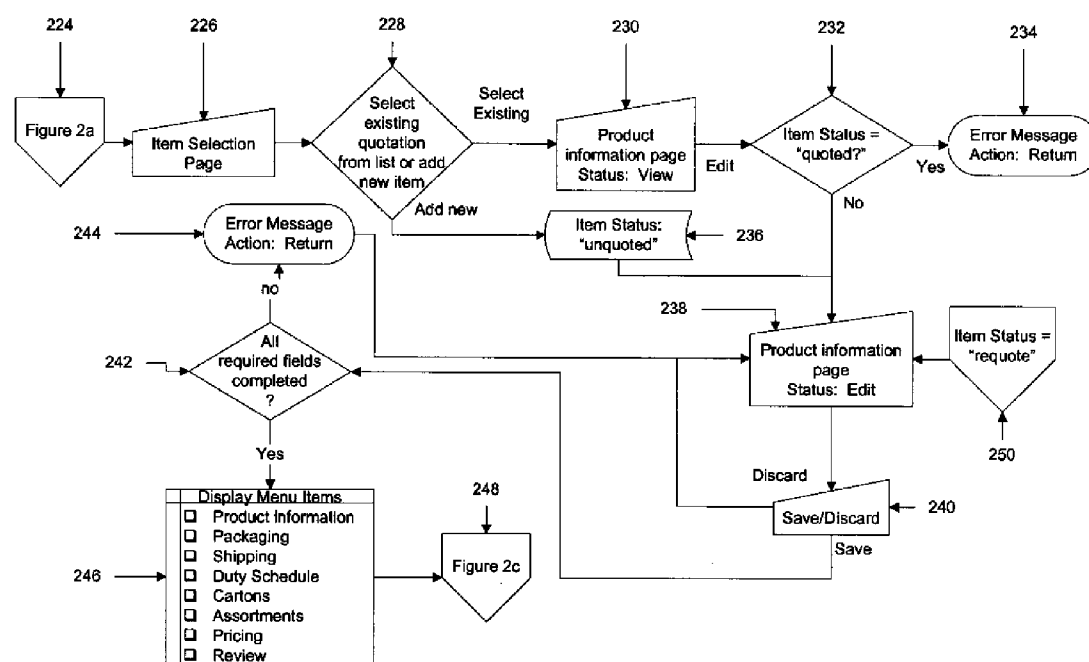 224
226
228
230
232
234
Figure 2a
Item Selection
Page
Select
existing
quotation
from list or add
new item
Select
Existing
Product
information page
Status: View
Edit
Item Status =
"quoted?"
Yes
Error Message
Action: Return
No
Add new
Item Status:
"unquoted"
236
244
Error Message
Action: Return
no
238
Product information
page
Status: Edit
Item Status =
"requote"
250
242
All
required fields
completed
?
Yes
Discard
Save/Discard
240
Save
246
Display Menu Items
Product Information
Packaging
Shipping
Duty Schedule
Cartons
Assortments
Pricing
Review
248
Figure 2c